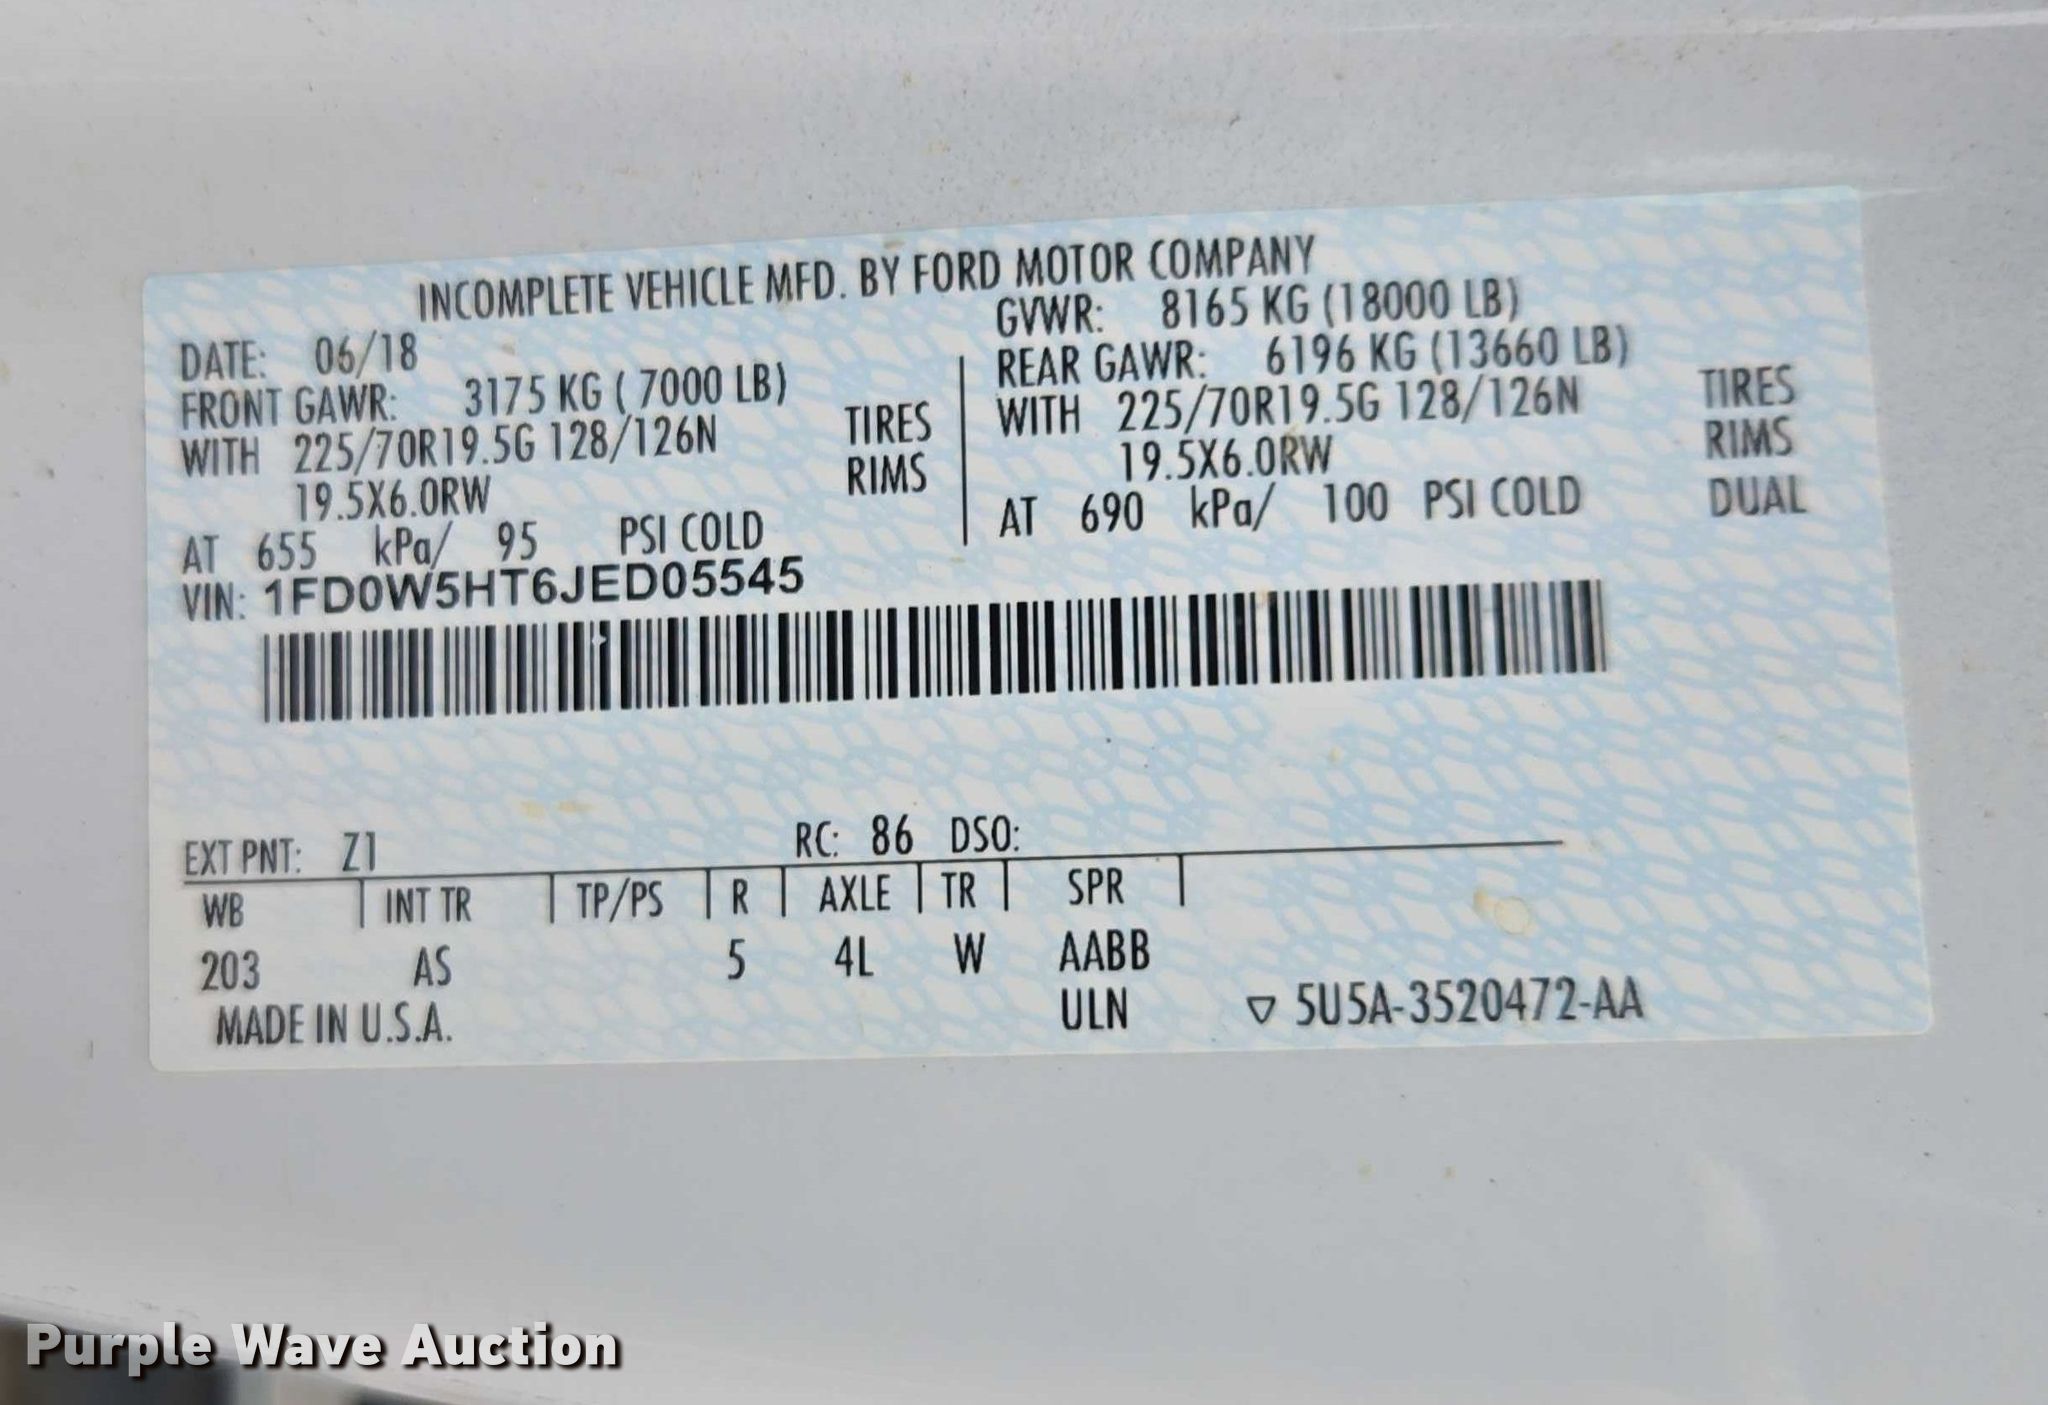 INCOMPLETE VEHICLE MFD. BY FORD MOTOR COMPANY
DATE: 06/18
GVWR: 8165 KG (18000 LB)
FRONT GAWR: 3175 KG ( 7000 LB)
REAR GAWR: 6196 KG (13660 LB)
WITH 225/70R19.5G 128/126N TIRES
WITH 225/70R19.5G 128/126N TIRES
19.5X6.0RW RIMS
19.5X6.0RW RIMS
AT 655 kPa/ 95 PSI COLD
AT 690 kPa/ 100 PSI COLD DUAL
VIN: 1FD0W5HT6JED05545
EXT PNT: Z1 RC: 86 DSO:
WB INT TR TP/PS R AXLE TR SPR
203 AS 5 4L W AABB
MADE IN U.S.A. ULN ▽ 5U5A-3520472-AA
Purple Wave Auction